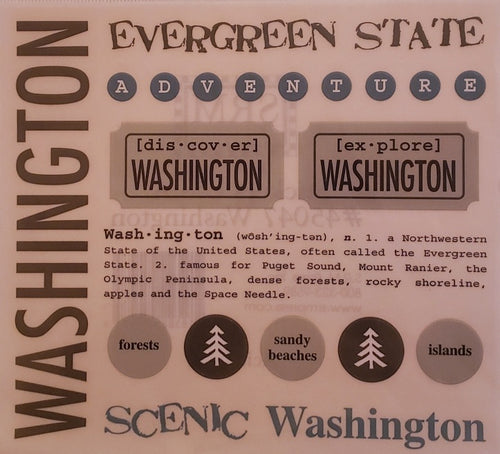 WASHINGTON
EVERGREEN STATE
ADVENTURE
[dis·cov·er]
WASHINGTON
[ex·plore]
WASHINGTON
Wash·ing·ton (wŏsh'ing-tən), n. 1. a Northwestern
State of the United States, often called the Evergreen
State. 2. famous for Puget Sound, Mount Ranier, the
Olympic Peninsula, dense forests, rocky shoreline,
apples and the Space Needle.
forests
sandy
beaches
islands
SCENIC Washington
#45047 Washington